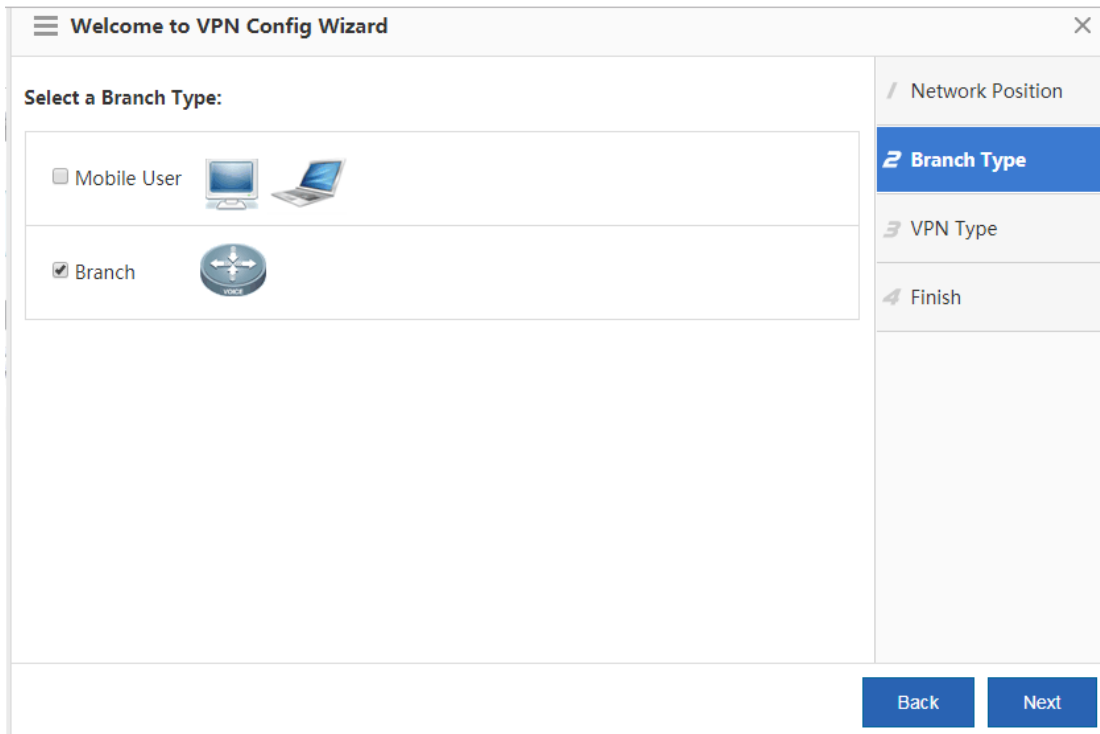 Welcome to VPN Config Wizard
Select a Branch Type:
Mobile User
Branch
VOICE
1 Network Position
2 Branch Type
3 VPN Type
4 Finish
Back Next